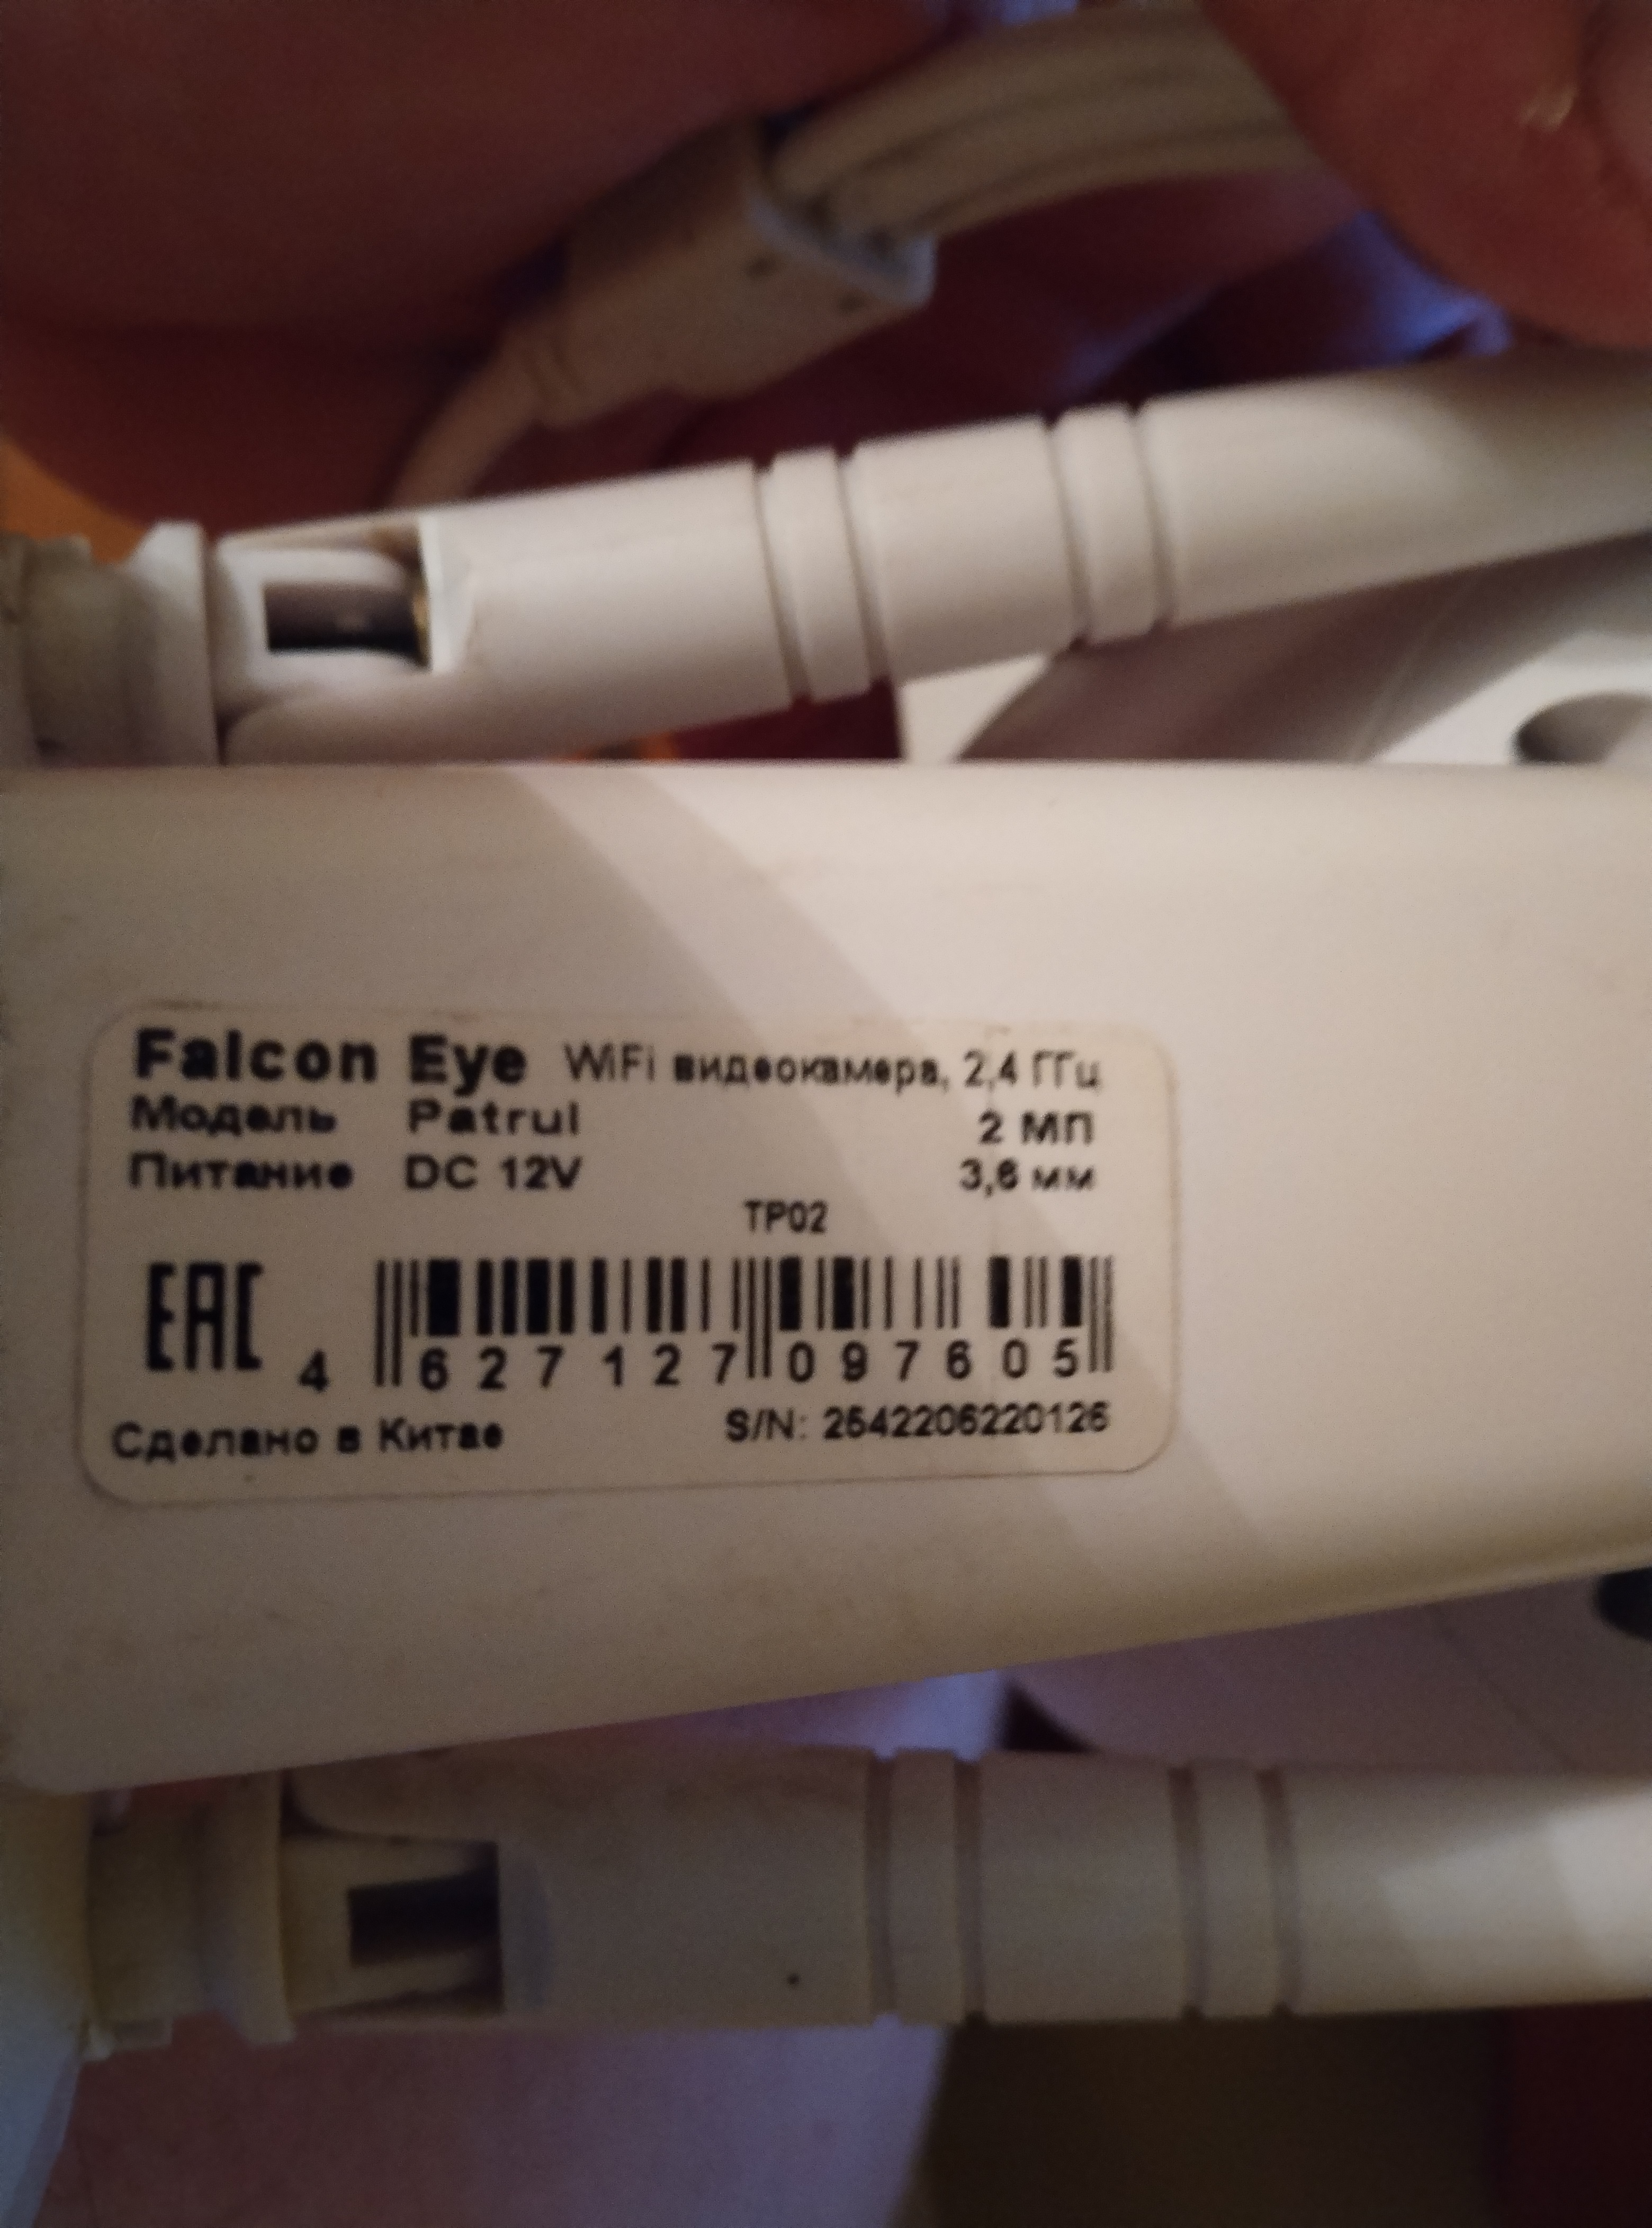 Falcon Eye WiFi видеокамера, 2,4 ГГц
Модель Patrul 2 МП
Питание DC 12V 3,6 мм
TP02
EAC 4 627127 097605
Сделано в Китае S/N: 2542206220126